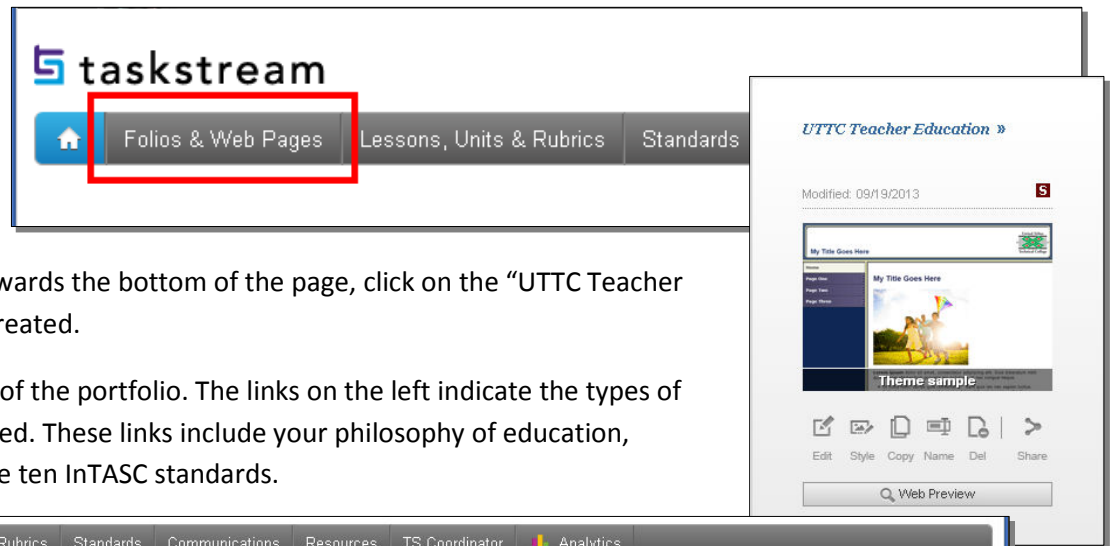 taskstream
Folios & Web Pages
Lessons, Units & Rubrics
Standards
UTTC Teacher Education »
Modified: 09/19/2013
S
My Title Goes Here
Home
Page One
Page Two
Page Three
My Title Goes Here
Theme sample
Edit
Style
Copy
Name
Del
Share
Web Preview
wards the bottom of the page, click on the “UTTC Teacher
reated.
of the portfolio. The links on the left indicate the types of
ed. These links include your philosophy of education,
e ten InTASC standards.
Rubrics
Standards
Communications
Resources
TS Coordinator
Analytics